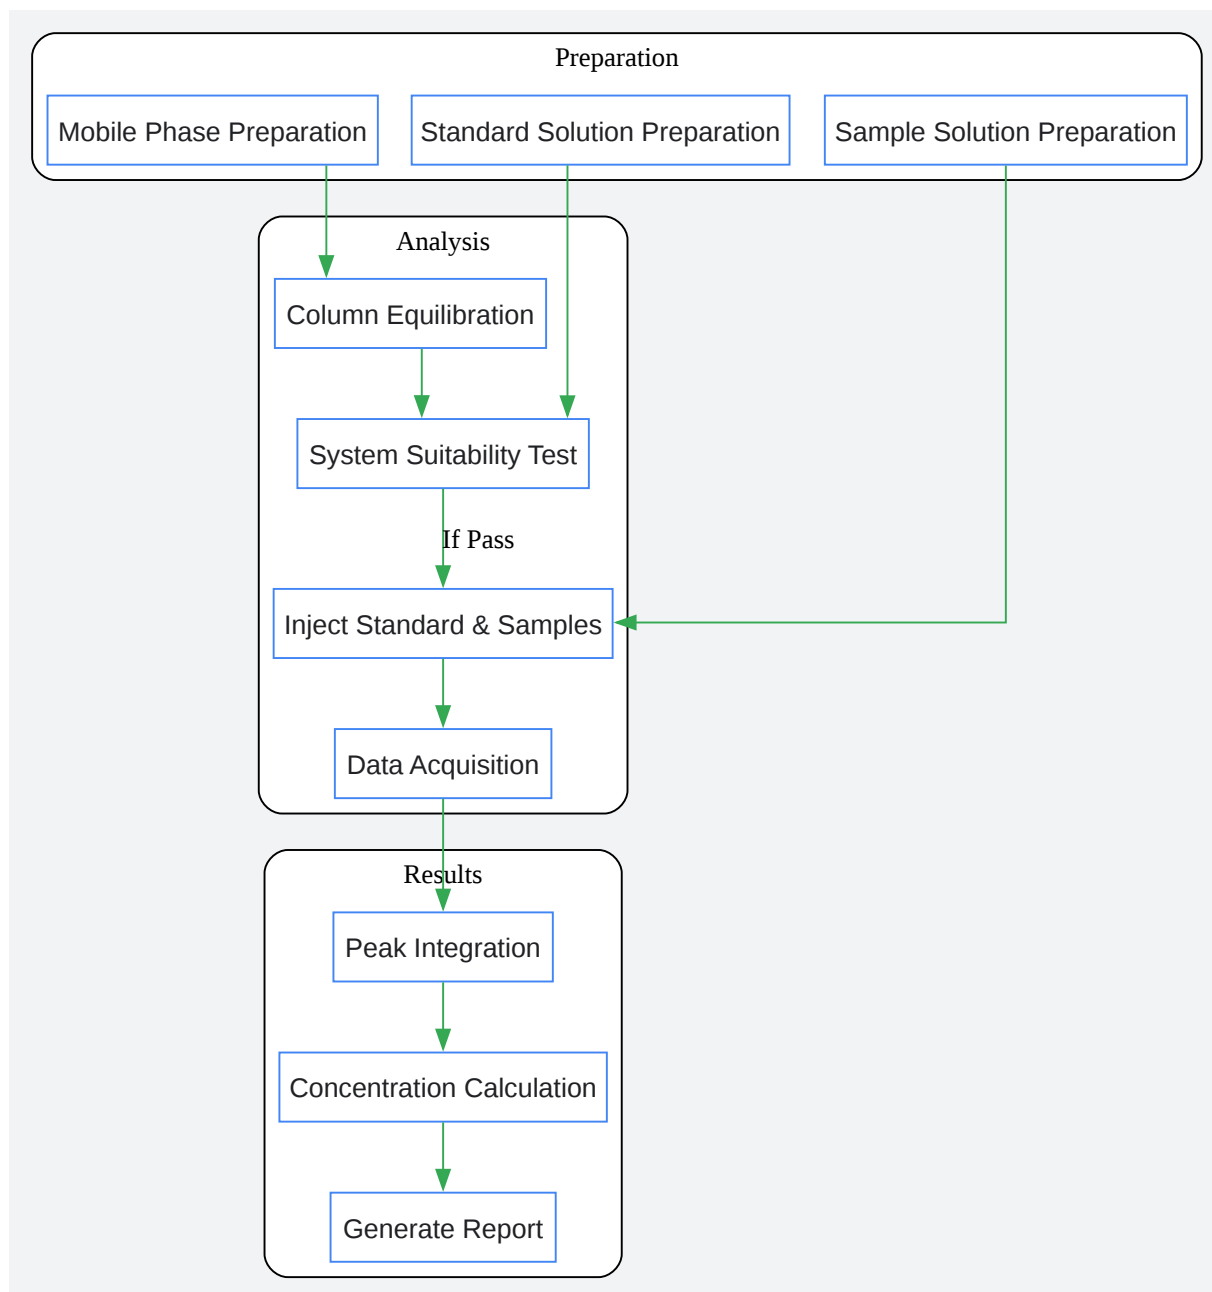 Preparation
Mobile Phase Preparation
Standard Solution Preparation
Sample Solution Preparation
Analysis
Column Equilibration
System Suitability Test
If Pass
Inject Standard & Samples
Data Acquisition
Results
Peak Integration
Concentration Calculation
Generate Report